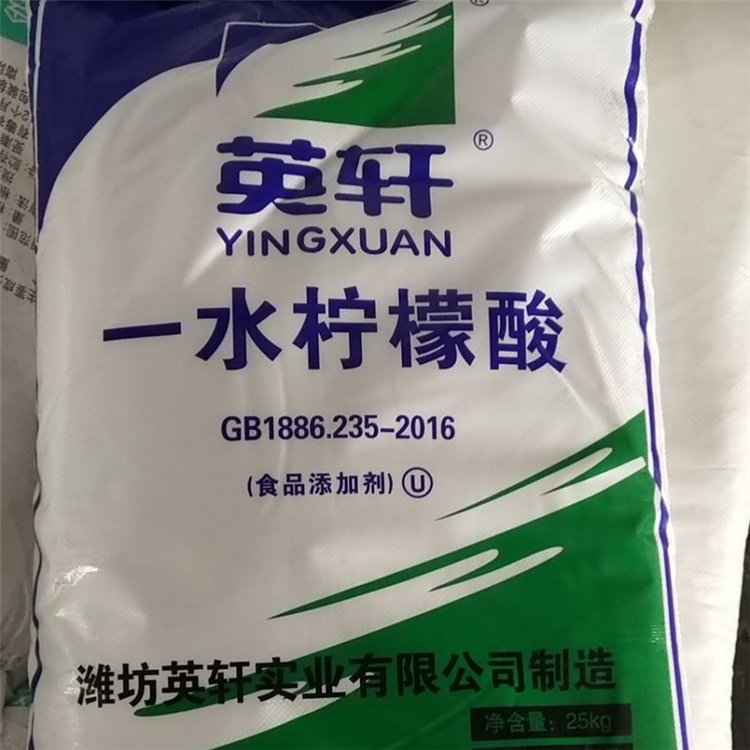 英轩®
YINGXUAN
一水柠檬酸
GB1886.235-2016
(食品添加剂)Ⓤ
潍坊英轩实业有限公司制造
净含量：25kg